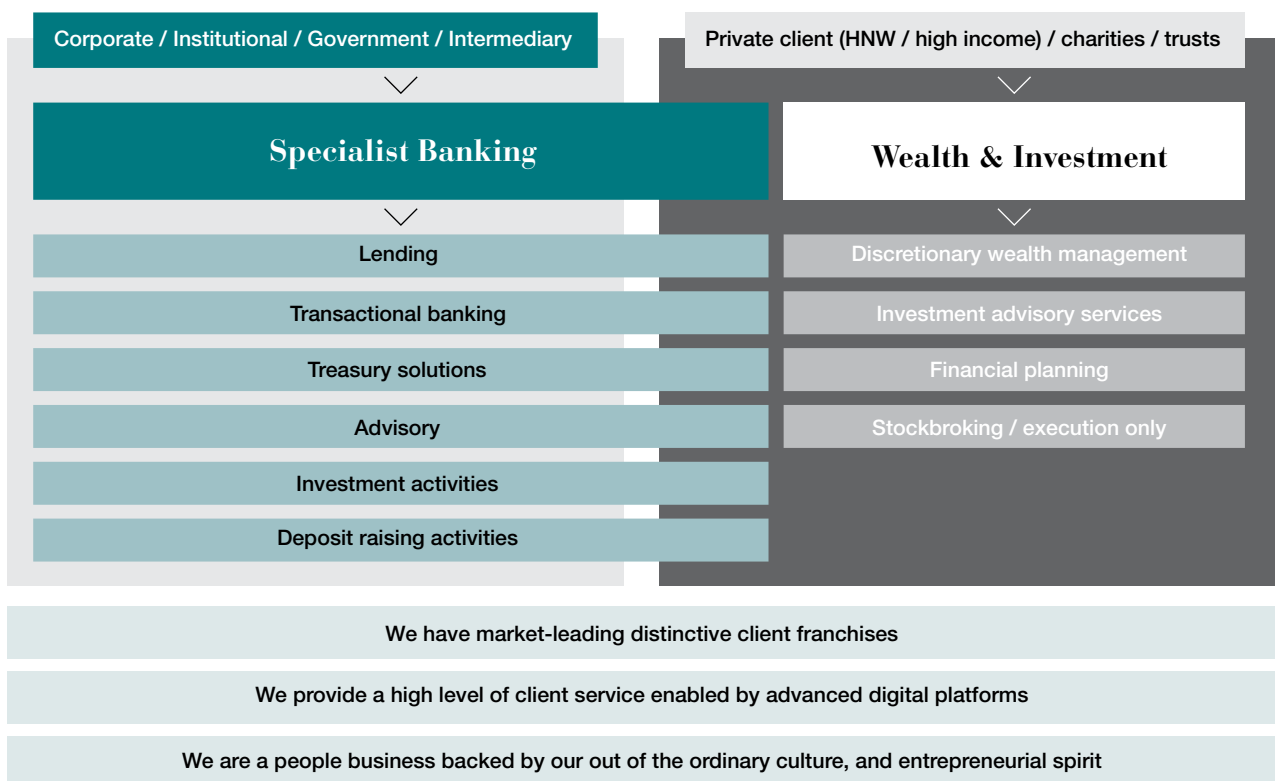 Corporate / Institutional / Government / Intermediary
Private client (HNW / high income) / charities / trusts
Specialist Banking
Wealth & Investment
Lending
Discretionary wealth management
Transactional banking
Investment advisory services
Treasury solutions
Financial planning
Advisory
Stockbroking / execution only
Investment activities
Deposit raising activities
We have market-leading distinctive client franchises
We provide a high level of client service enabled by advanced digital platforms
We are a people business backed by our out of the ordinary culture, and entrepreneurial spirit